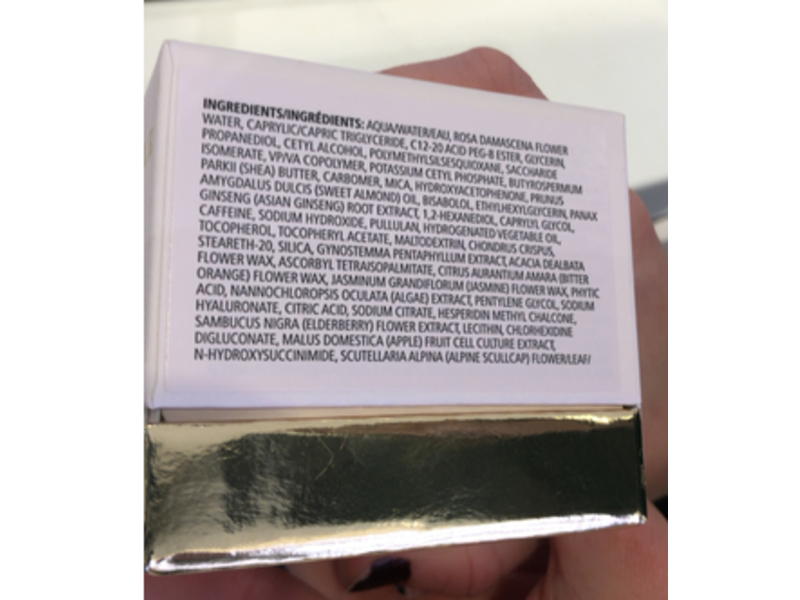 INGREDIENTS/INGRÉDIENTS: AQUA/WATER/EAU, ROSA DAMASCENA FLOWER
WATER, CAPRYLIC/CAPRIC TRIGLYCERIDE, C12-20 ACID PEG-8 ESTER, GLYCERIN,
PROPANEDIOL, CETYL ALCOHOL, POLYMETHYLSILSESQUIOXANE, SACCHARIDE
ISOMERATE, VP/VA COPOLYMER, POTASSIUM CETYL PHOSPHATE, BUTYROSPERMUM
PARKII (SHEA) BUTTER, CARBOMER, MICA, HYDROXYACETOPHENONE, PRUNUS
AMYGDALUS DULCIS (SWEET ALMOND) OIL, BISABOLOL, ETHYLHEXYLGLYCERIN, PANAX
GINSENG (ASIAN GINSENG) ROOT EXTRACT, 1,2-HEXANEDIOL, CAPRYLYL GLYCOL,
CAFFEINE, SODIUM HYDROXIDE, PULLULAN, HYDROGENATED VEGETABLE OIL,
TOCOPHEROL, TOCOPHERYL ACETATE, MALTODEXTRIN, CHONDRUS CRISPUS,
STEARETH-20, SILICA, GYNOSTEMMA PENTAPHYLLUM EXTRACT, ACACIA DEALBATA
FLOWER WAX, ASCORBYL TETRAISOPALMITATE, CITRUS AURANTIUM AMARA (BITTER
ORANGE) FLOWER WAX, JASMINUM GRANDIFLORUM (JASMINE) FLOWER WAX, PHYTIC
ACID, NANNOCHLOROPSIS OCULATA (ALGAE) EXTRACT, PENTYLENE GLYCOL, SODIUM
HYALURONATE, CITRIC ACID, SODIUM CITRATE, HESPERIDIN METHYL CHALCONE,
SAMBUCUS NIGRA (ELDERBERRY) FLOWER EXTRACT, LECITHIN, CHLORHEXIDINE
DIGLUCONATE, MALUS DOMESTICA (APPLE) FRUIT CELL CULTURE EXTRACT,
N-HYDROXYSUCCINIMIDE, SCUTELLARIA ALPINA (ALPINE SCULLCAP) FLOWER/LEAF/